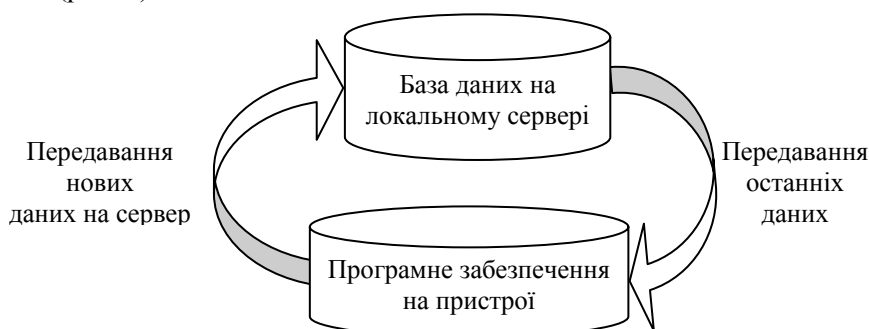 База даних на
локальному сервері
Передавання
нових
даних на сервер
Передавання
останніх
даних
Програмне забезпечення
на пристрої